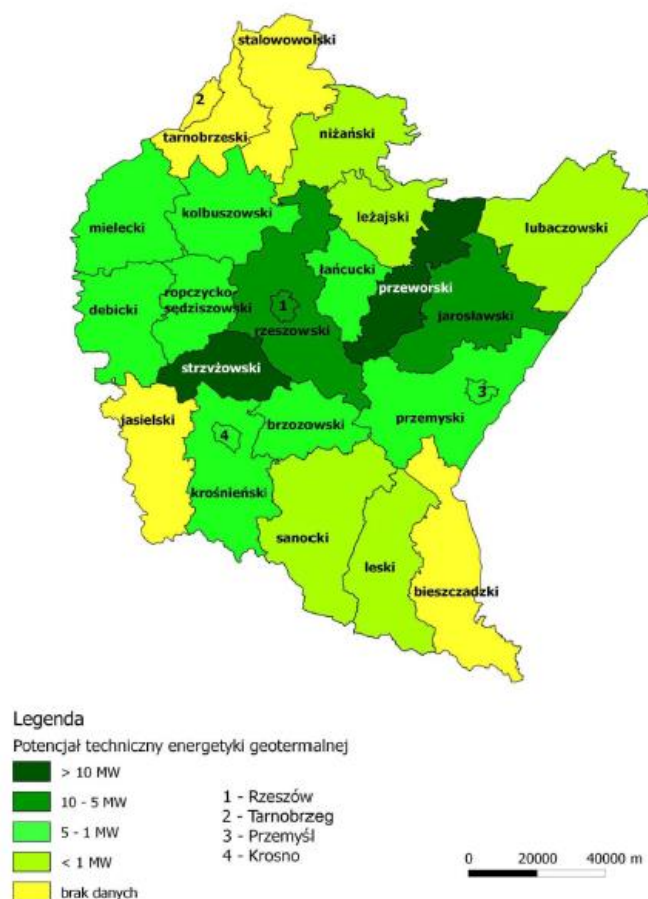 stalowowolski
2
tarnobrzeski
niżański
kolbuszowski
leżajski
mielecki
lubaczowski
łańcucki
ropczycko-
przeworski
debicki
sędziszowski
1
jarosławski
rzeszowski
strzyżowski
3
jasielski
brzozowski
przemyski
4
krośnieński
sanocki
leski
bieszczadzki
Legenda
Potencjał techniczny energetyki geotermalnej
> 10 MW
10 - 5 MW
5 - 1 MW
< 1 MW
brak danych
1 - Rzeszów
2 - Tarnobrzeg
3 - Przemyśl
4 - Krosno
0 20000 40000 m